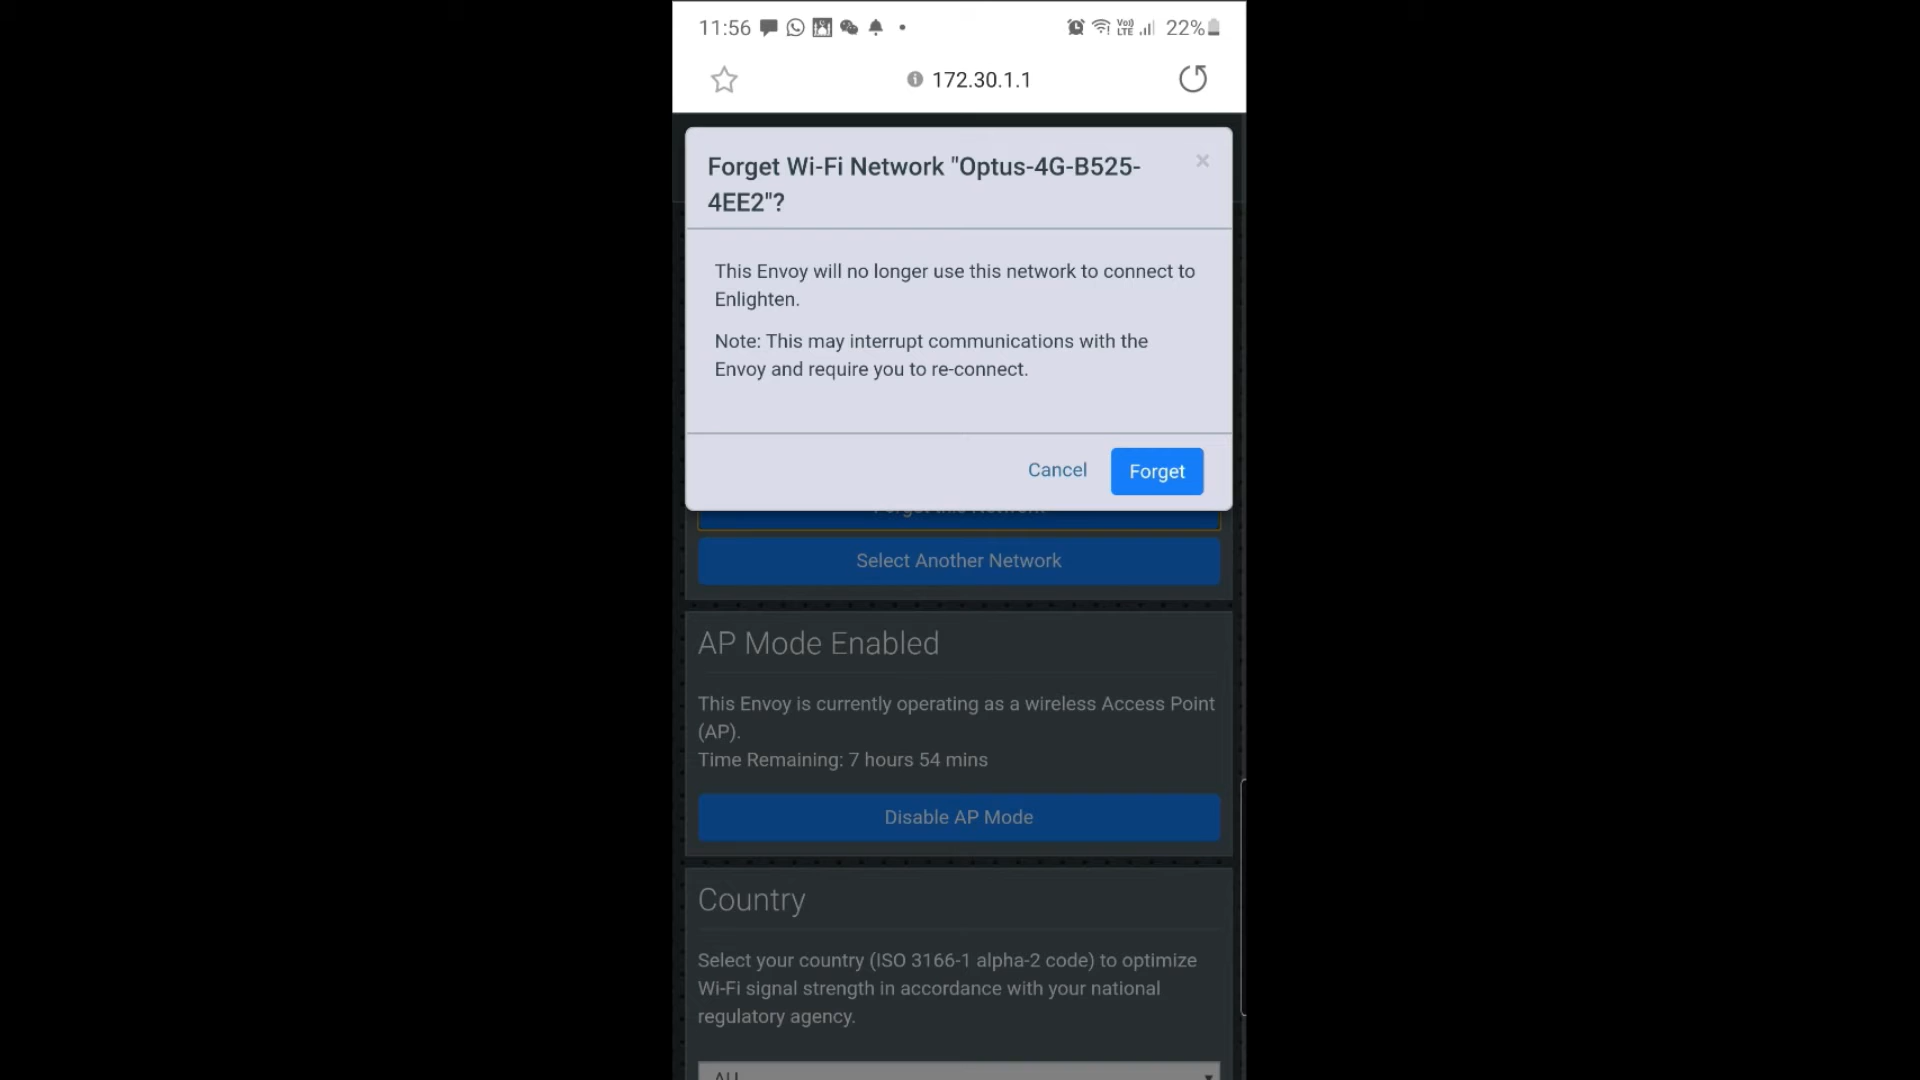 11:56
Vo) LTE 22%
172.30.1.1
Forget Wi-Fi Network "Optus-4G-B525-
4EE2"?
×
This Envoy will no longer use this network to connect to
Enlighten.
Note: This may interrupt communications with the
Envoy and require you to re-connect.
Cancel
Forget
Select Another Network
AP Mode Enabled
This Envoy is currently operating as a wireless Access Point
(AP).
Time Remaining: 7 hours 54 mins
Disable AP Mode
Country
Select your country (ISO 3166-1 alpha-2 code) to optimize
Wi-Fi signal strength in accordance with your national
regulatory agency.